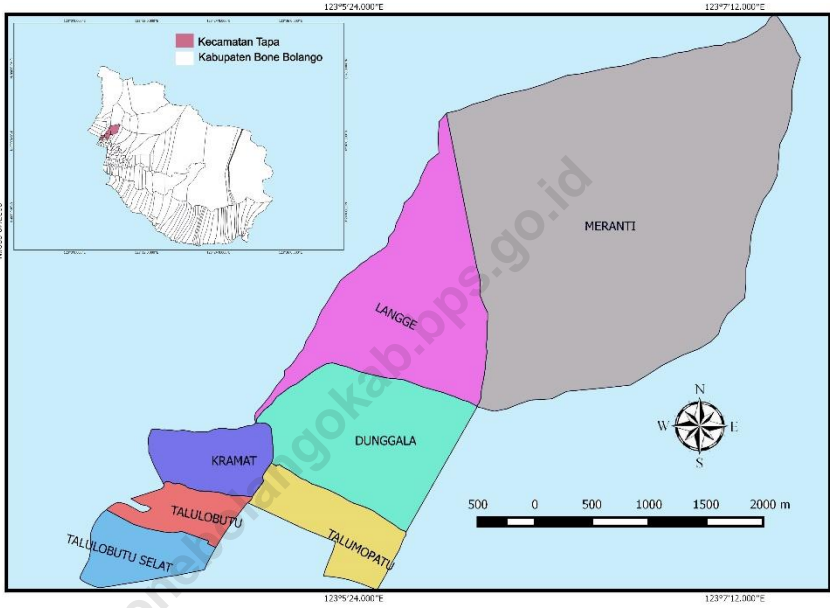 123°5'24.000"E
123°7'12.000"E
Kecamatan Tapa
Kabupaten Bone Bolango
MERANTI
LANGGE
DUNGGALA
KRAMAT
TALULOBUTU
TALULOBUTU SELAT
TALUMOPATU
N
W
E
S
500 0 500 1000 1500 2000 m
onebolangokab.bps.go.id
123°5'24.000"E
123°7'12.000"E